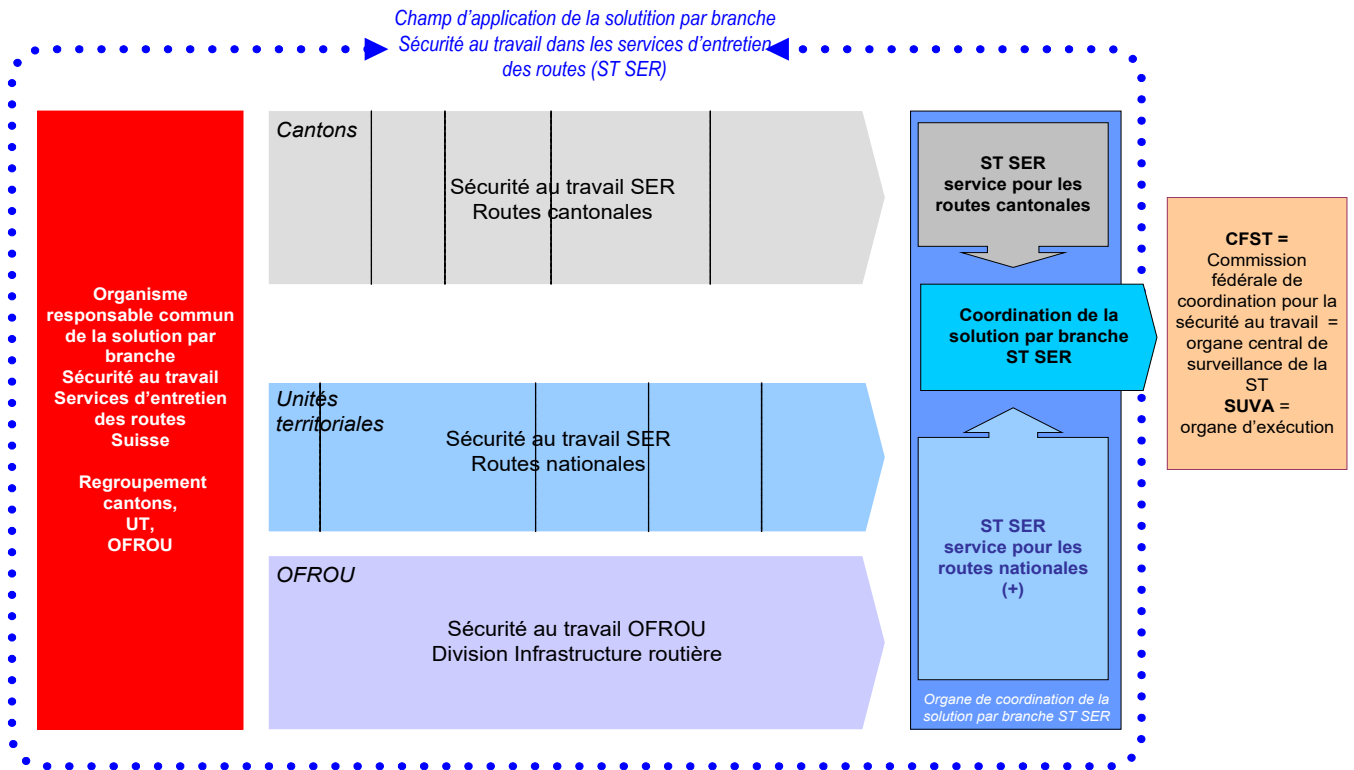 Champ d'application de la solutition par branche
Sécurité au travail dans les services d'entretien
des routes (ST SER)
Organisme
responsable commun
de la solution par
branche
Sécurité au travail
Services d'entretien
des routes
Suisse
Regroupement
cantons,
UT,
OFROU
Cantons
Sécurité au travail SER
Routes cantonales
Unités
territoriales
Sécurité au travail SER
Routes nationales
OFROU
Sécurité au travail OFROU
Division Infrastructure routière
ST SER
service pour les
routes cantonales
Coordination de la
solution par branche
ST SER
ST SER
service pour les
routes nationales
(+)
Organe de coordination de la
solution par branche ST SER
CFST =
Commission
fédérale de
coordination pour la
sécurité au travail =
organe central de
surveillance de la
ST
SUVA =
organe d'exécution